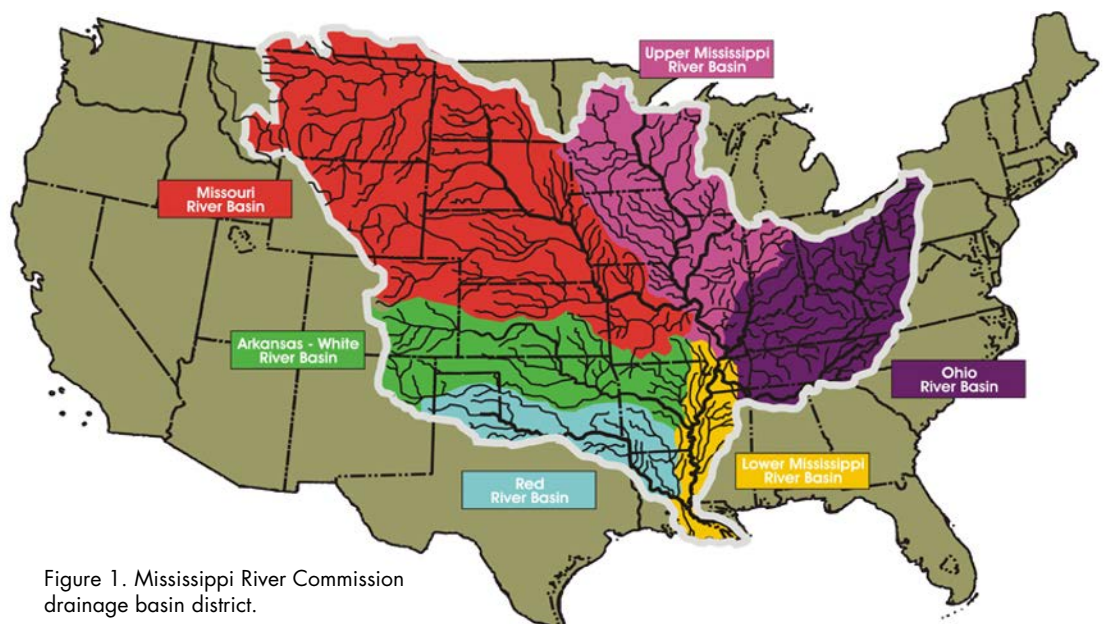 Upper Mississippi
River Basin
Missouri
River Basin
Arkansas - White
River Basin
Ohio
River Basin
Lower Mississippi
River Basin
Red
River Basin
Figure 1. Mississippi River Commission
drainage basin district.